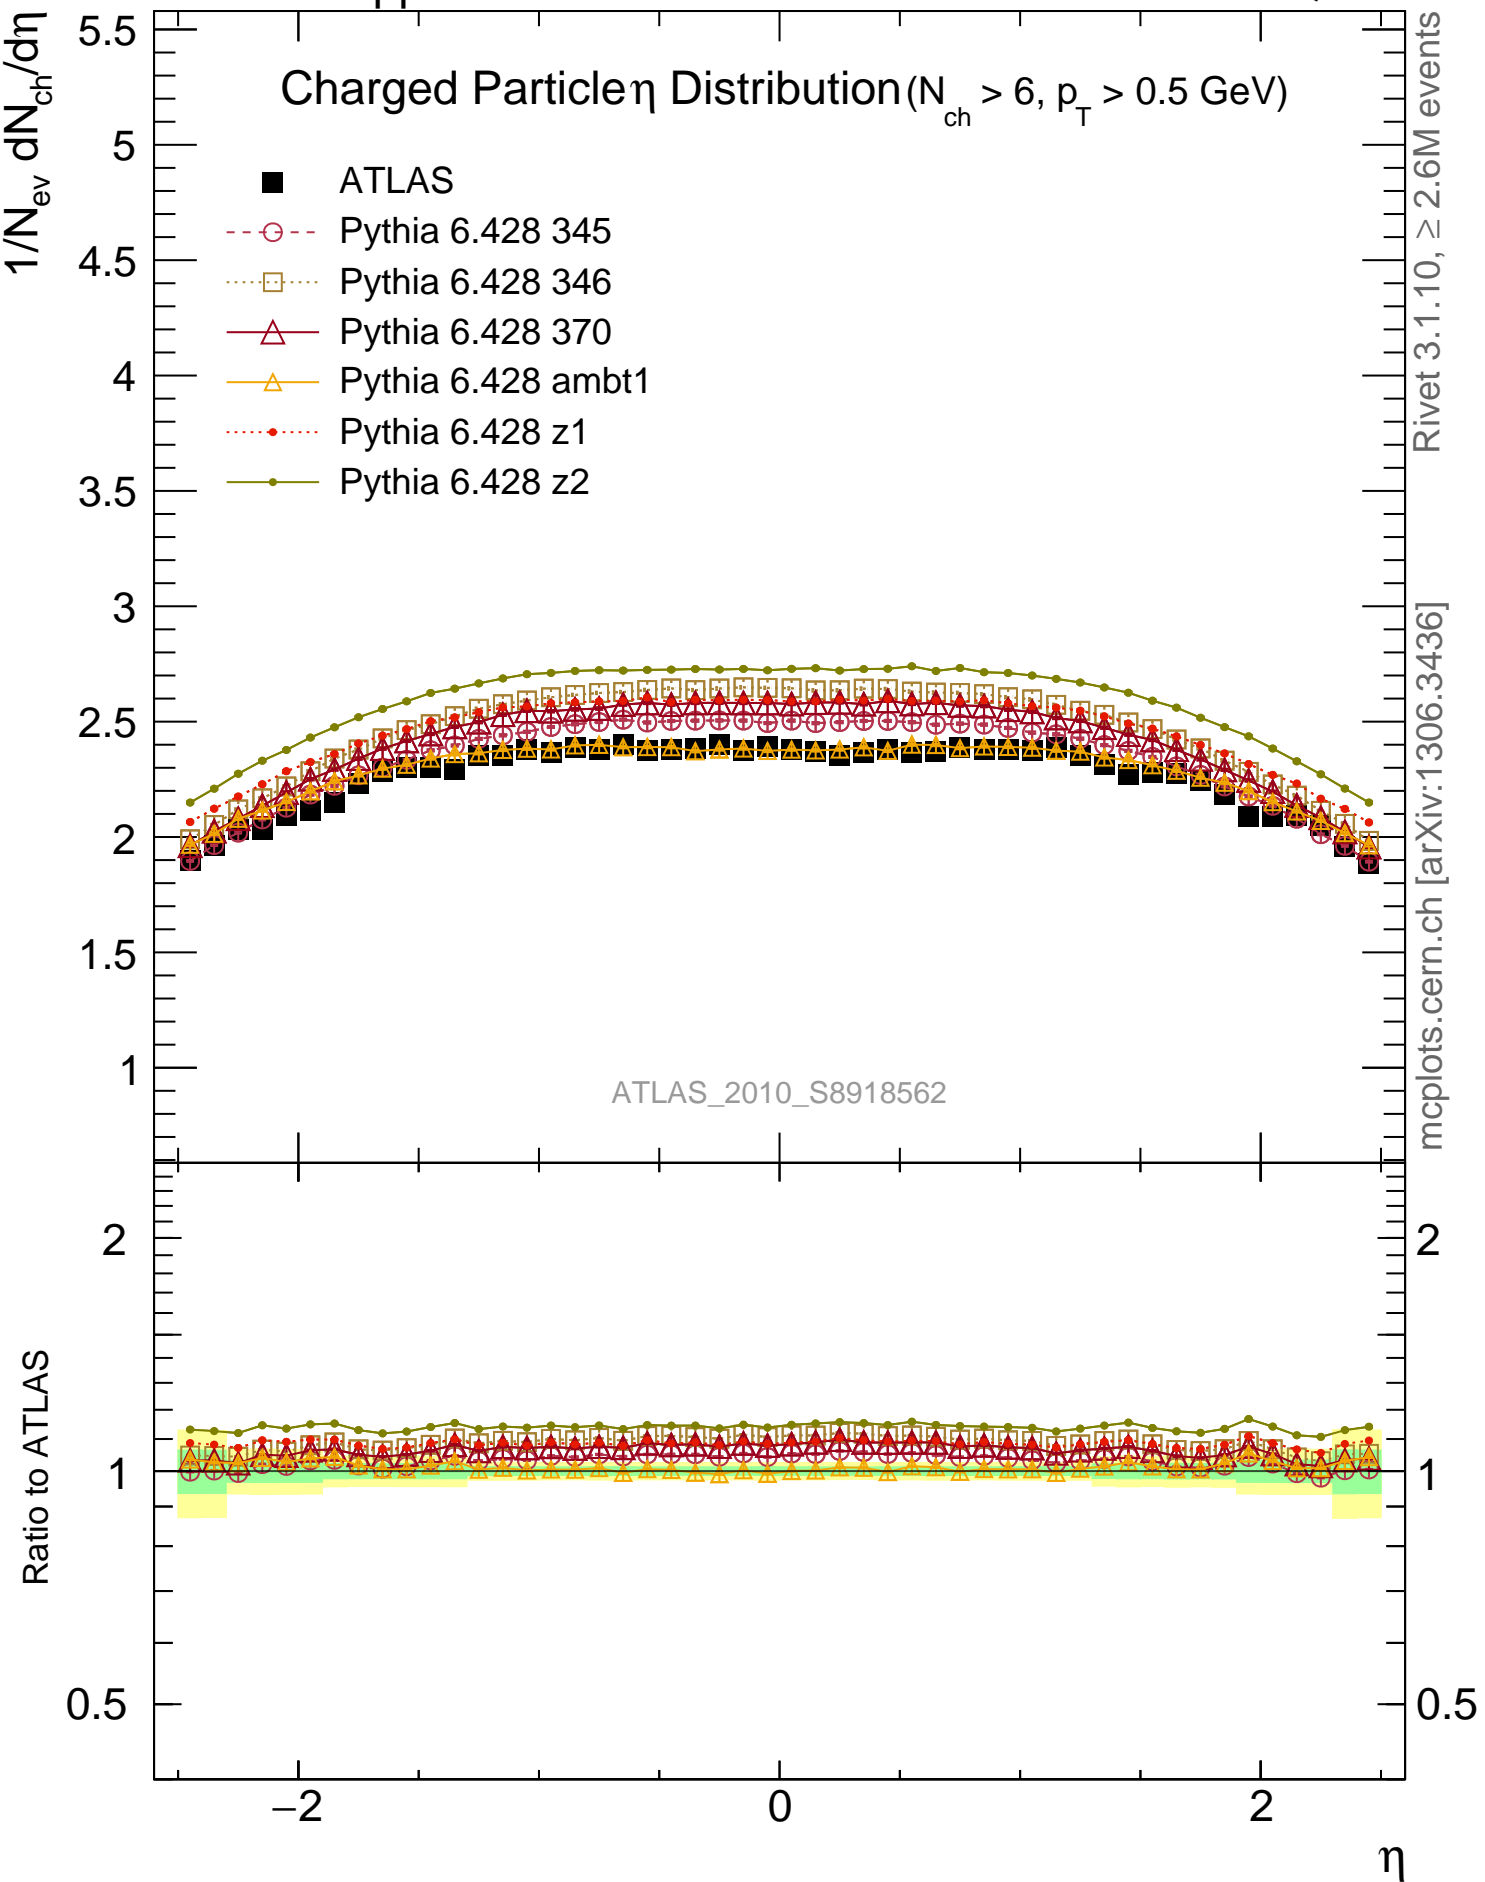 1/N_ev dN_ch/dη
Charged Particle η Distribution (N_ch > 6, p_T > 0.5 GeV)
ATLAS
Pythia 6.428 345
Pythia 6.428 346
Pythia 6.428 370
Pythia 6.428 ambt1
Pythia 6.428 z1
Pythia 6.428 z2
5.5
5
4.5
4
3.5
3
2.5
2
1.5
1
ATLAS_2010_S8918562
Rivet 3.1.10, ≥ 2.6M events
mcplots.cern.ch [arXiv:1306.3436]
Ratio to ATLAS
2
1
0.5
2
1
0.5
−2
0
2
η